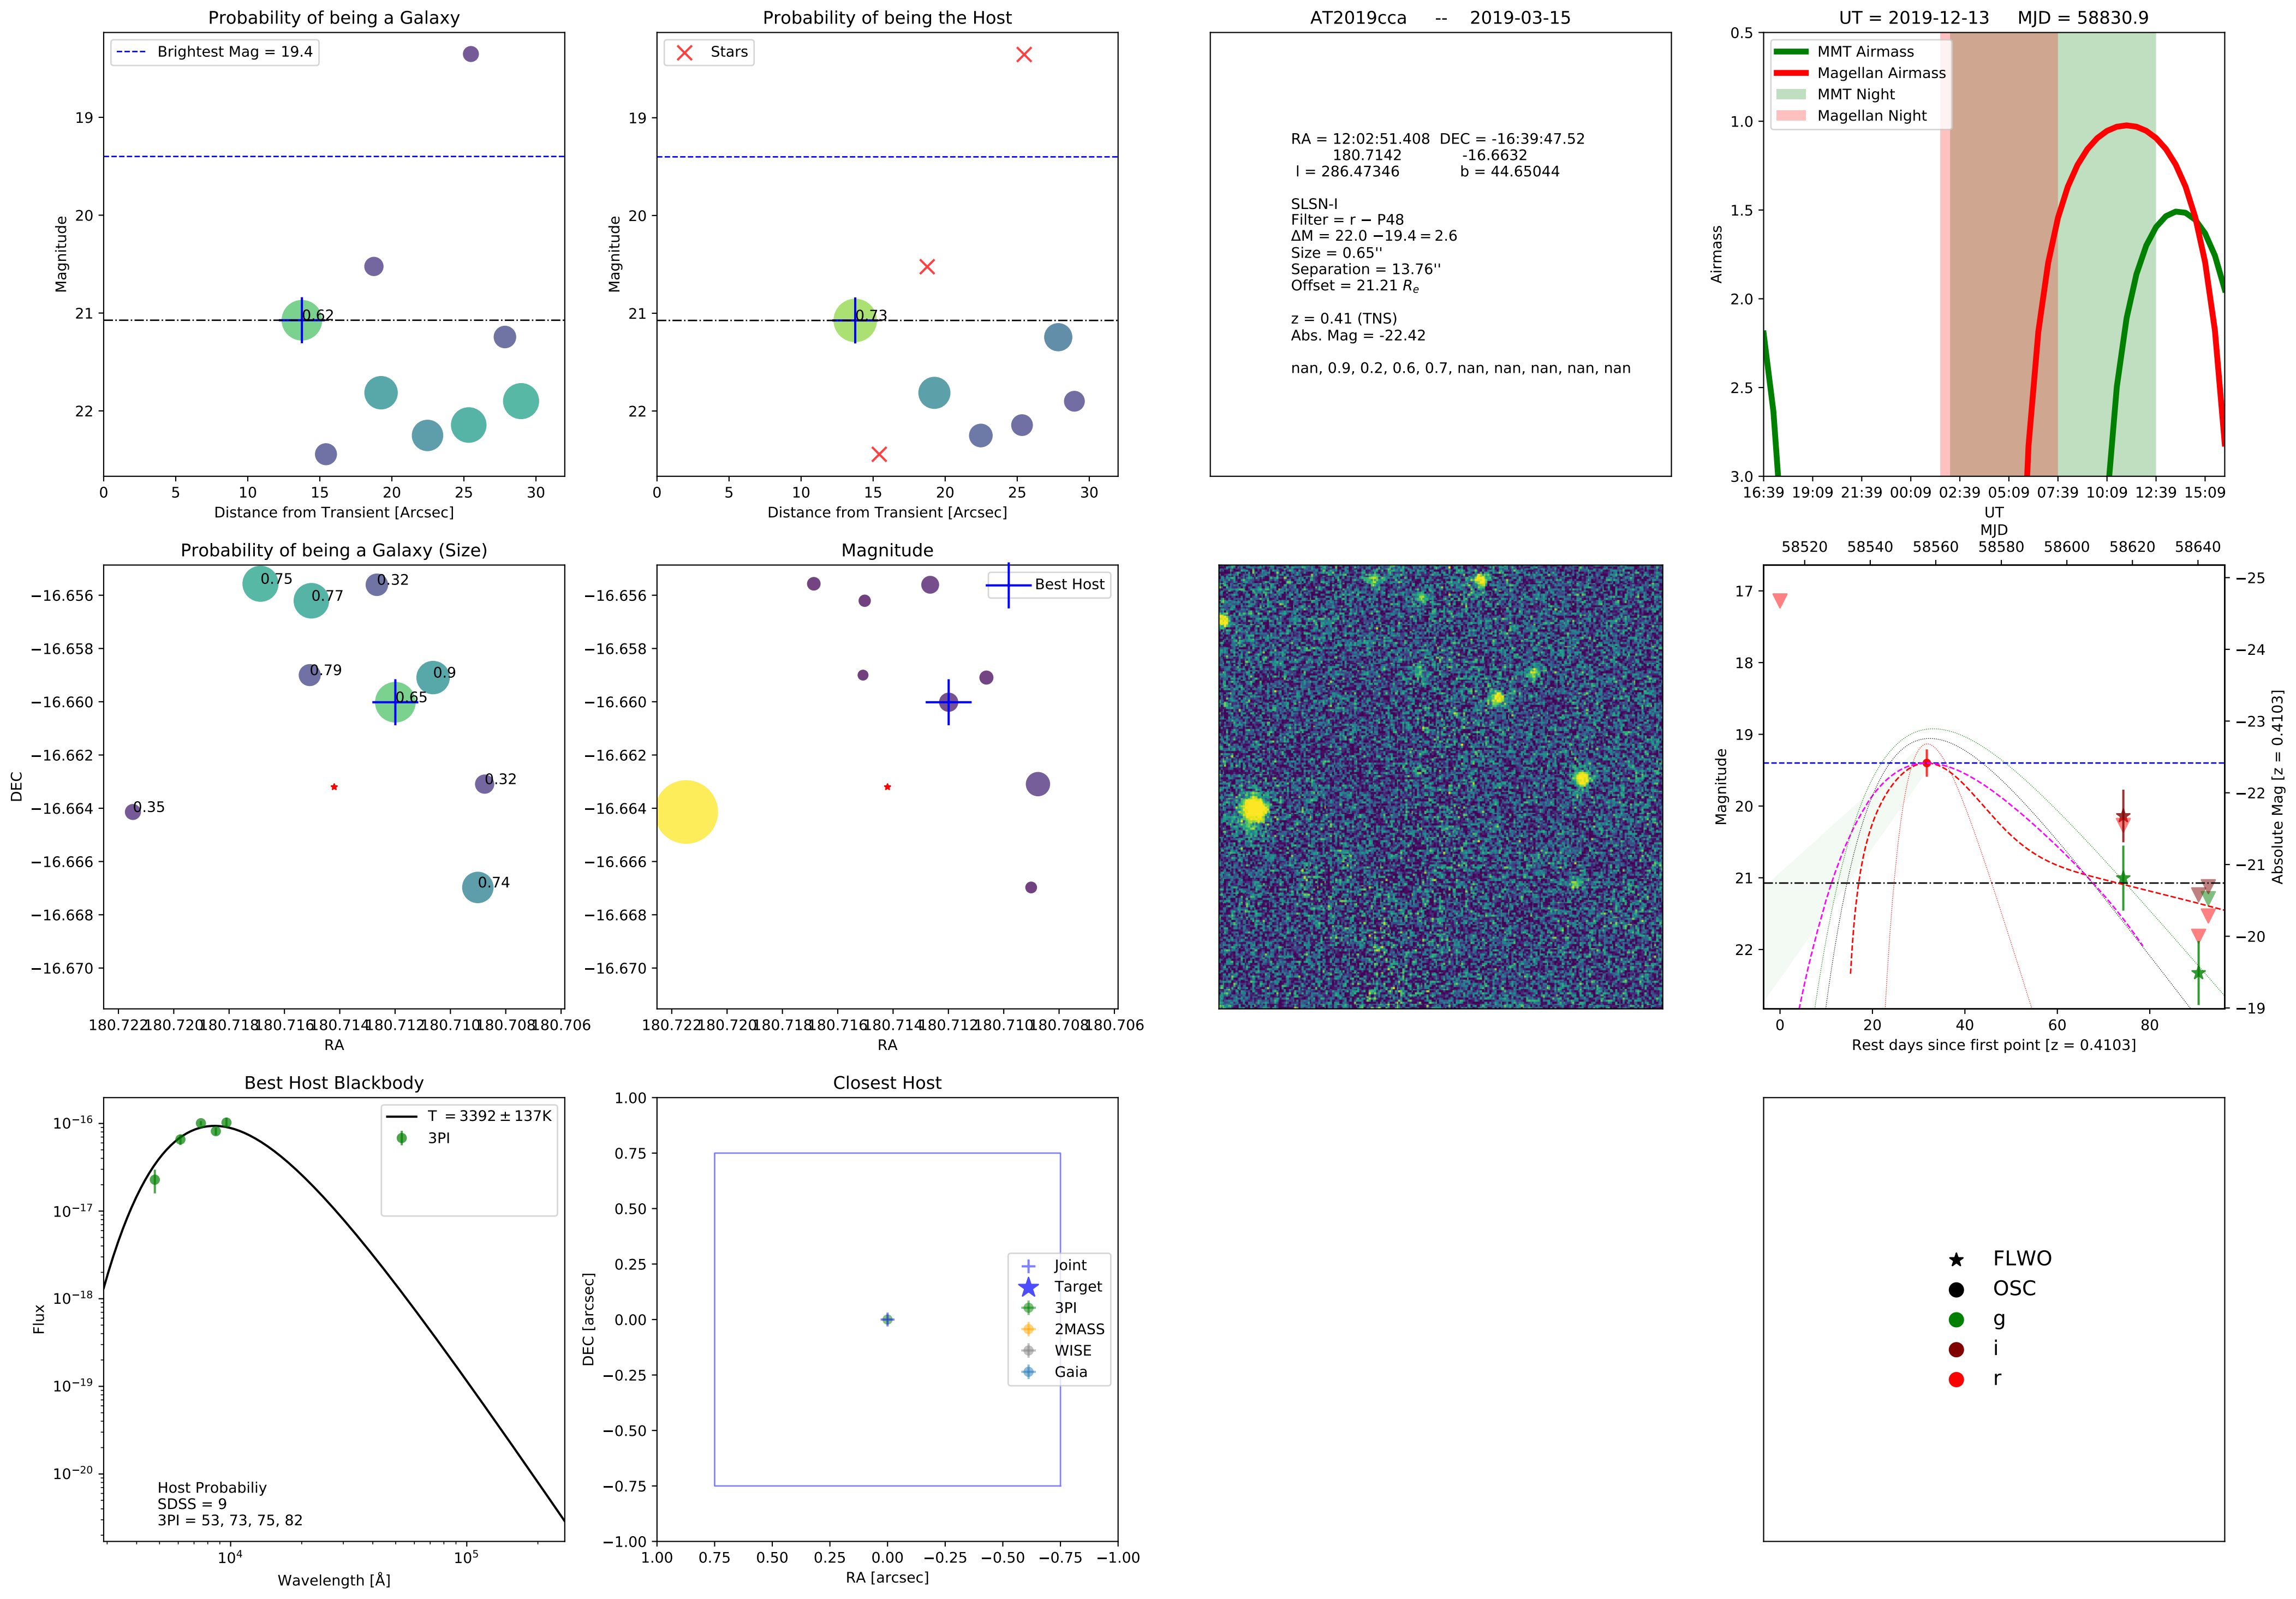 Probability of being a Galaxy
Brightest Mag = 19.4
19
20
21
22
Magnitude
0.62
0 5 10 15 20 25 30
Distance from Transient [Arcsec]
Probability of being the Host
Stars
19
20
21
22
Magnitude
0.73
0 5 10 15 20 25 30
Distance from Transient [Arcsec]
AT2019cca -- 2019-03-15
RA = 12:02:51.408 DEC = -16:39:47.52
180.7142 -16.6632
l = 286.47346 b = 44.65044
SLSN-I
Filter = r − P48
ΔM = 22.0 −19.4 = 2.6
Size = 0.65''
Separation = 13.76''
Offset = 21.21 Re
z = 0.41 (TNS)
Abs. Mag = -22.42
nan, 0.9, 0.2, 0.6, 0.7, nan, nan, nan, nan, nan
UT = 2019-12-13 MJD = 58830.9
MMT Airmass
Magellan Airmass
MMT Night
Magellan Night
0.5
1.0
1.5
2.0
2.5
3.0
Airmass
16:39 19:09 21:39 00:09 02:39 05:09 07:39 10:09 12:39 15:09
UT
Probability of being a Galaxy (Size)
0.75
0.77
0.32
0.79
0.9
0.65
0.32
0.35
0.74
−16.656
−16.658
−16.660
−16.662
−16.664
−16.666
−16.668
−16.670
DEC
180.722 180.720 180.718 180.716 180.714 180.712 180.710 180.708 180.706
RA
Magnitude
Best Host
−16.656
−16.658
−16.660
−16.662
−16.664
−16.666
−16.668
−16.670
180.722 180.720 180.718 180.716 180.714 180.712 180.710 180.708 180.706
RA
MJD
58520 58540 58560 58580 58600 58620 58640
17
18
19
20
21
22
Magnitude
−25
−24
−23
−22
−21
−20
−19
Absolute Mag [z = 0.4103]
0 20 40 60 80
Rest days since first point [z = 0.4103]
Best Host Blackbody
T = 3392 ± 137K
3PI
10−16
10−17
10−18
10−19
10−20
Flux
Host Probabiliy
SDSS = 9
3PI = 53, 73, 75, 82
104 105
Wavelength [Å]
Closest Host
1.00
0.75
0.50
0.25
0.00
−0.25
−0.50
−0.75
−1.00
DEC [arcsec]
Joint
Target
3PI
2MASS
WISE
Gaia
1.00 0.75 0.50 0.25 0.00 −0.25 −0.50 −0.75 −1.00
RA [arcsec]
FLWO
OSC
g
i
r